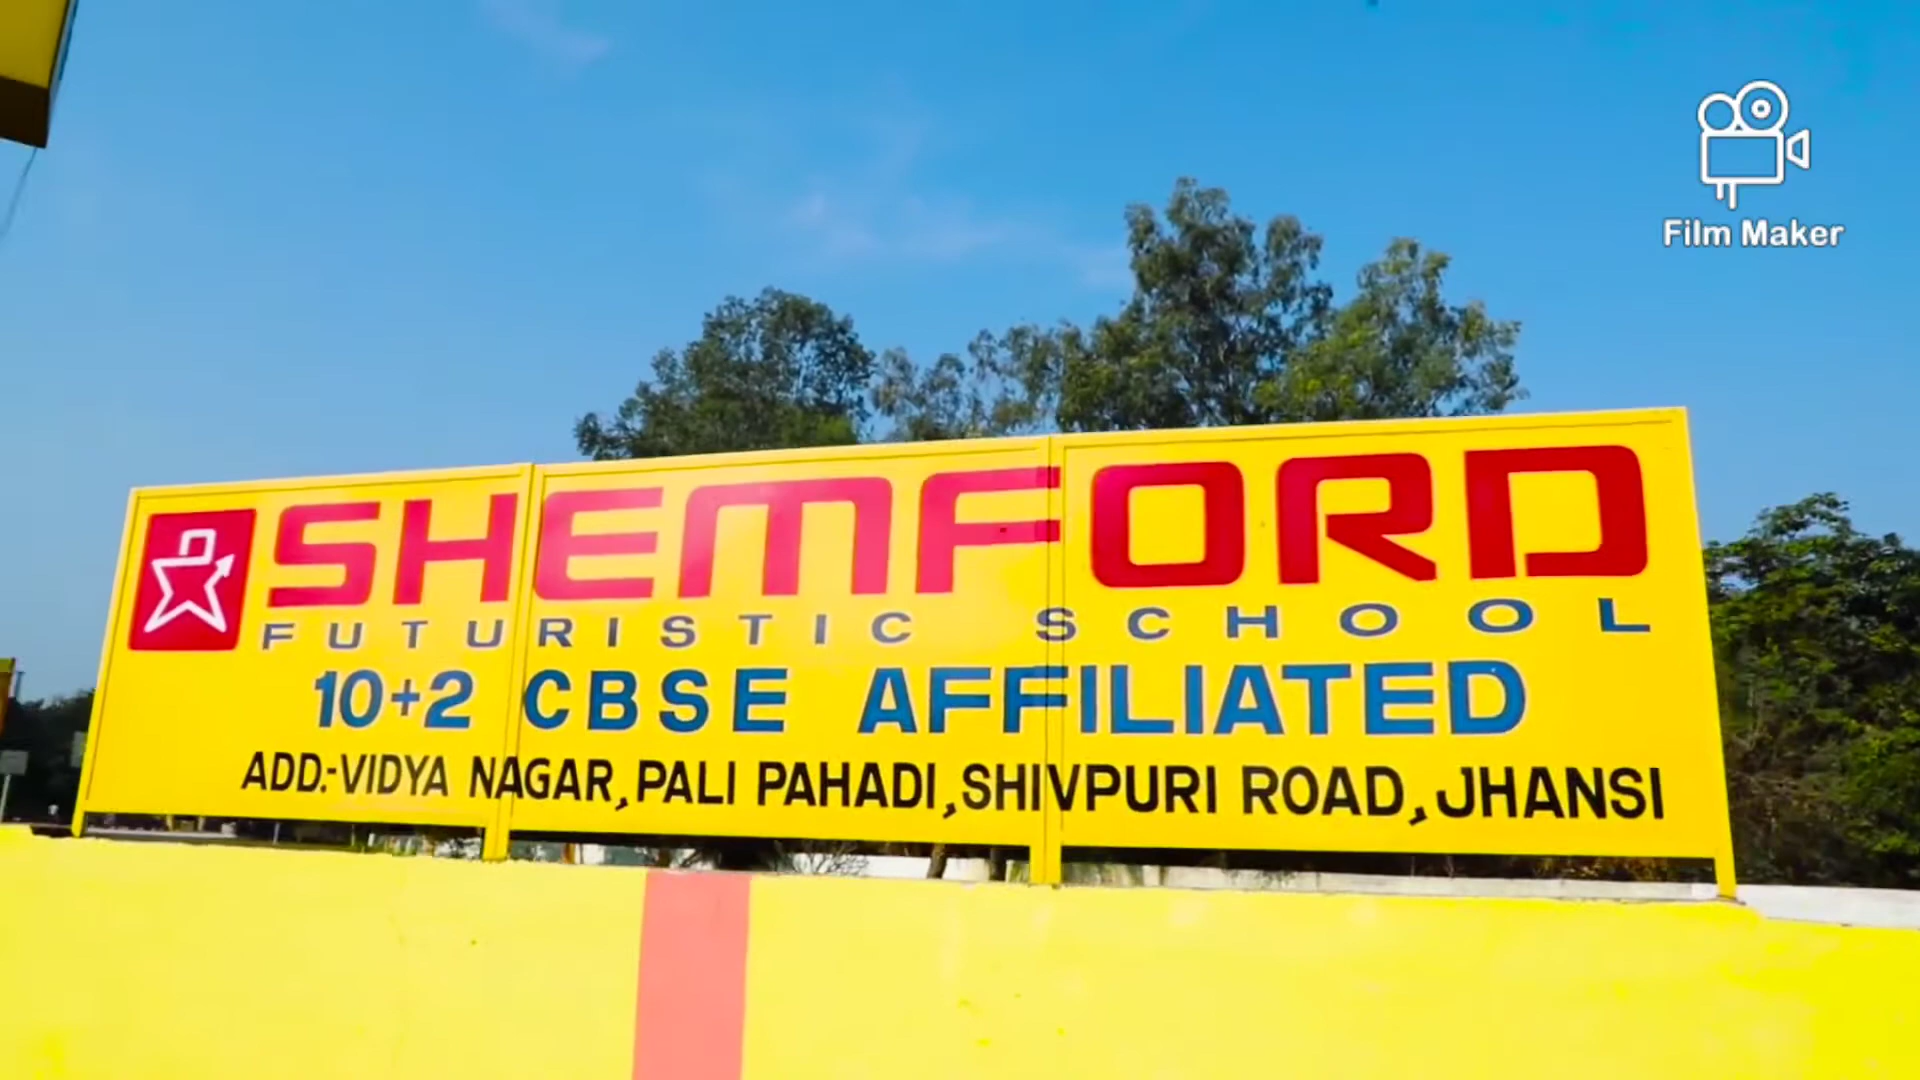 Film Maker
SHEMFORD
FUTURISTIC SCHOOL
10+2 CBSE AFFILIATED
ADD:-VIDYA NAGAR, PALI PAHADI, SHIVPURI ROAD, JHANSI